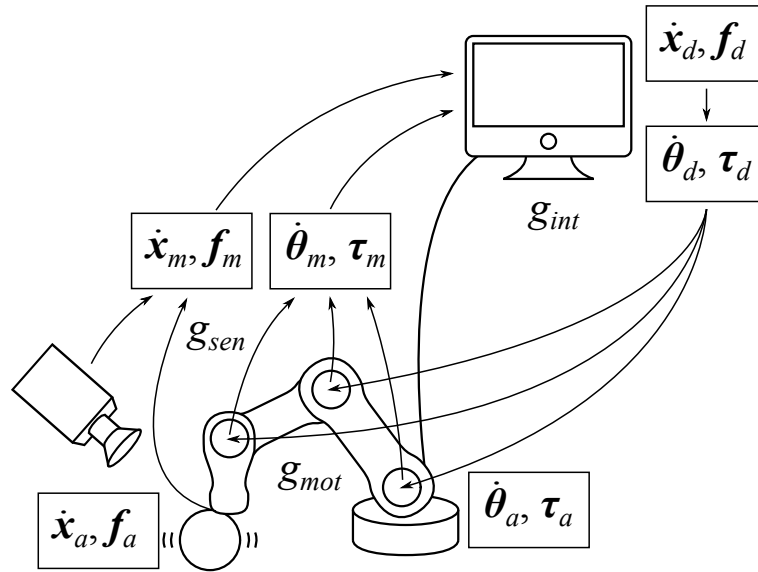 ẋ_d, f_d
θ̇_d, τ_d
g_int
ẋ_m, f_m
θ̇_m, τ_m
g_sen
g_mot
θ̇_a, τ_a
ẋ_a, f_a